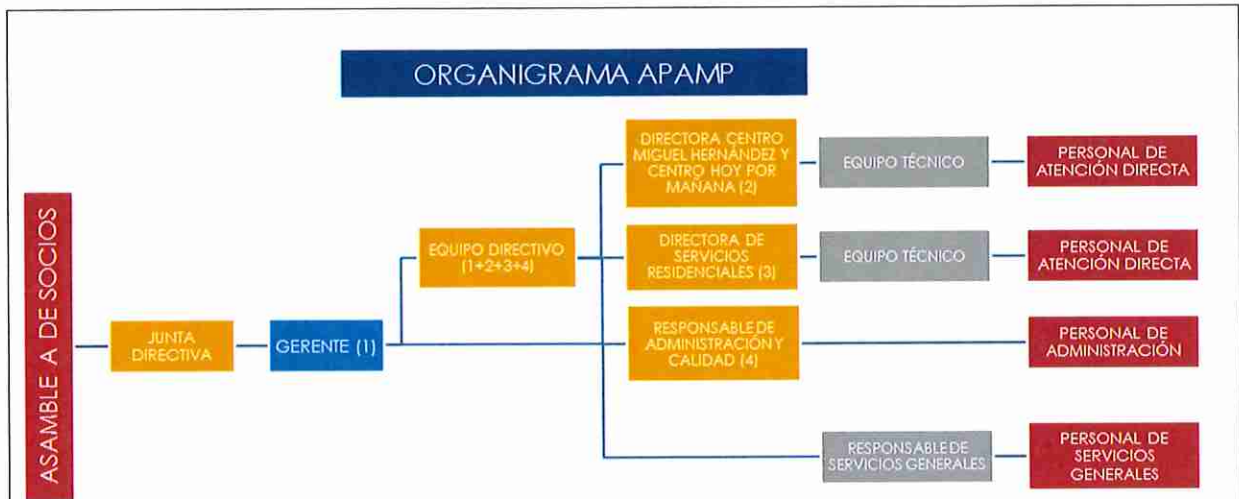 ORGANIGRAMA APAMP
ASAMBLE A DE SOCIOS
JUNTA
DIRECTIVA
GERENTE (1)
EQUIPO DIRECTIVO
(1+2+3+4)
DIRECTORA CENTRO
MIGUEL HERNÁNDEZ Y
CENTRO HOY POR
MAÑANA (2)
EQUIPO TÉCNICO
PERSONAL DE
ATENCIÓN DIRECTA
DIRECTORA DE
SERVICIOS
RESIDENCIALES (3)
EQUIPO TÉCNICO
PERSONAL DE
ATENCIÓN DIRECTA
RESPONSABLE DE
ADMINISTRACIÓN Y
CALIDAD (4)
PERSONAL DE
ADMINISTRACIÓN
RESPONSABLE DE
SERVICIOS GENERALES
PERSONAL DE
SERVICIOS
GENERALES